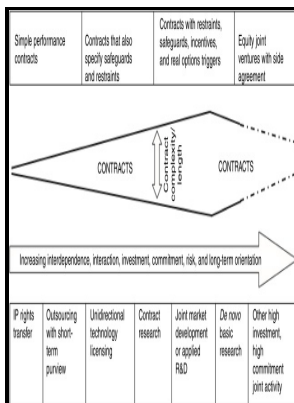 Simple performance
contracts
Contracts that also
specify safeguards
and restraints
Contracts with restraints,
safeguards, incentives,
and real options triggers
Equity joint
ventures with side
agreement
CONTRACTS
Contract
complexity/
length
CONTRACTS
Increasing interdependence, interaction, investment, commitment, risk, and long-term orientation
IP rights
transfer
Outsourcing
with short-
term
purview
Unidirectional
technology
licensing
Contract
research
Joint market
development
or applied
R&D
De novo
basic
research
Other high
investment,
high
commitment
joint activity